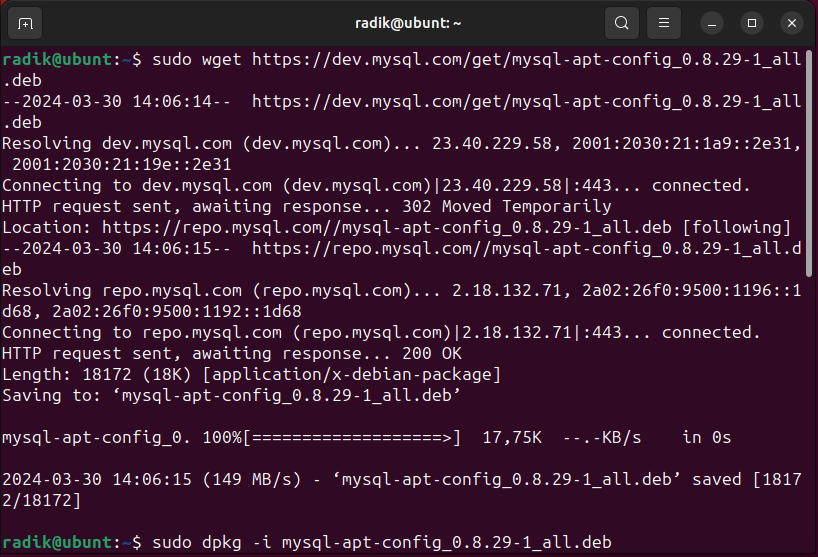 radik@ubunt: ~
radik@ubunt:~$ sudo wget https://dev.mysql.com/get/mysql-apt-config_0.8.29-1_all
.deb
--2024-03-30 14:06:14--  https://dev.mysql.com/get/mysql-apt-config_0.8.29-1_all
.deb
Resolving dev.mysql.com (dev.mysql.com)... 23.40.229.58, 2001:2030:21:1a9::2e31,
 2001:2030:21:19e::2e31
Connecting to dev.mysql.com (dev.mysql.com)|23.40.229.58|:443... connected.
HTTP request sent, awaiting response... 302 Moved Temporarily
Location: https://repo.mysql.com//mysql-apt-config_0.8.29-1_all.deb [following]
--2024-03-30 14:06:15--  https://repo.mysql.com//mysql-apt-config_0.8.29-1_all.d
eb
Resolving repo.mysql.com (repo.mysql.com)... 2.18.132.71, 2a02:26f0:9500:1196::1
d68, 2a02:26f0:9500:1192::1d68
Connecting to repo.mysql.com (repo.mysql.com)|2.18.132.71|:443... connected.
HTTP request sent, awaiting response... 200 OK
Length: 18172 (18K) [application/x-debian-package]
Saving to: ‘mysql-apt-config_0.8.29-1_all.deb’
mysql-apt-config_0. 100%[===================>]  17,75K  --.-KB/s    in 0s
2024-03-30 14:06:15 (149 MB/s) - ‘mysql-apt-config_0.8.29-1_all.deb’ saved [1817
2/18172]
radik@ubunt:~$ sudo dpkg -i mysql-apt-config_0.8.29-1_all.deb